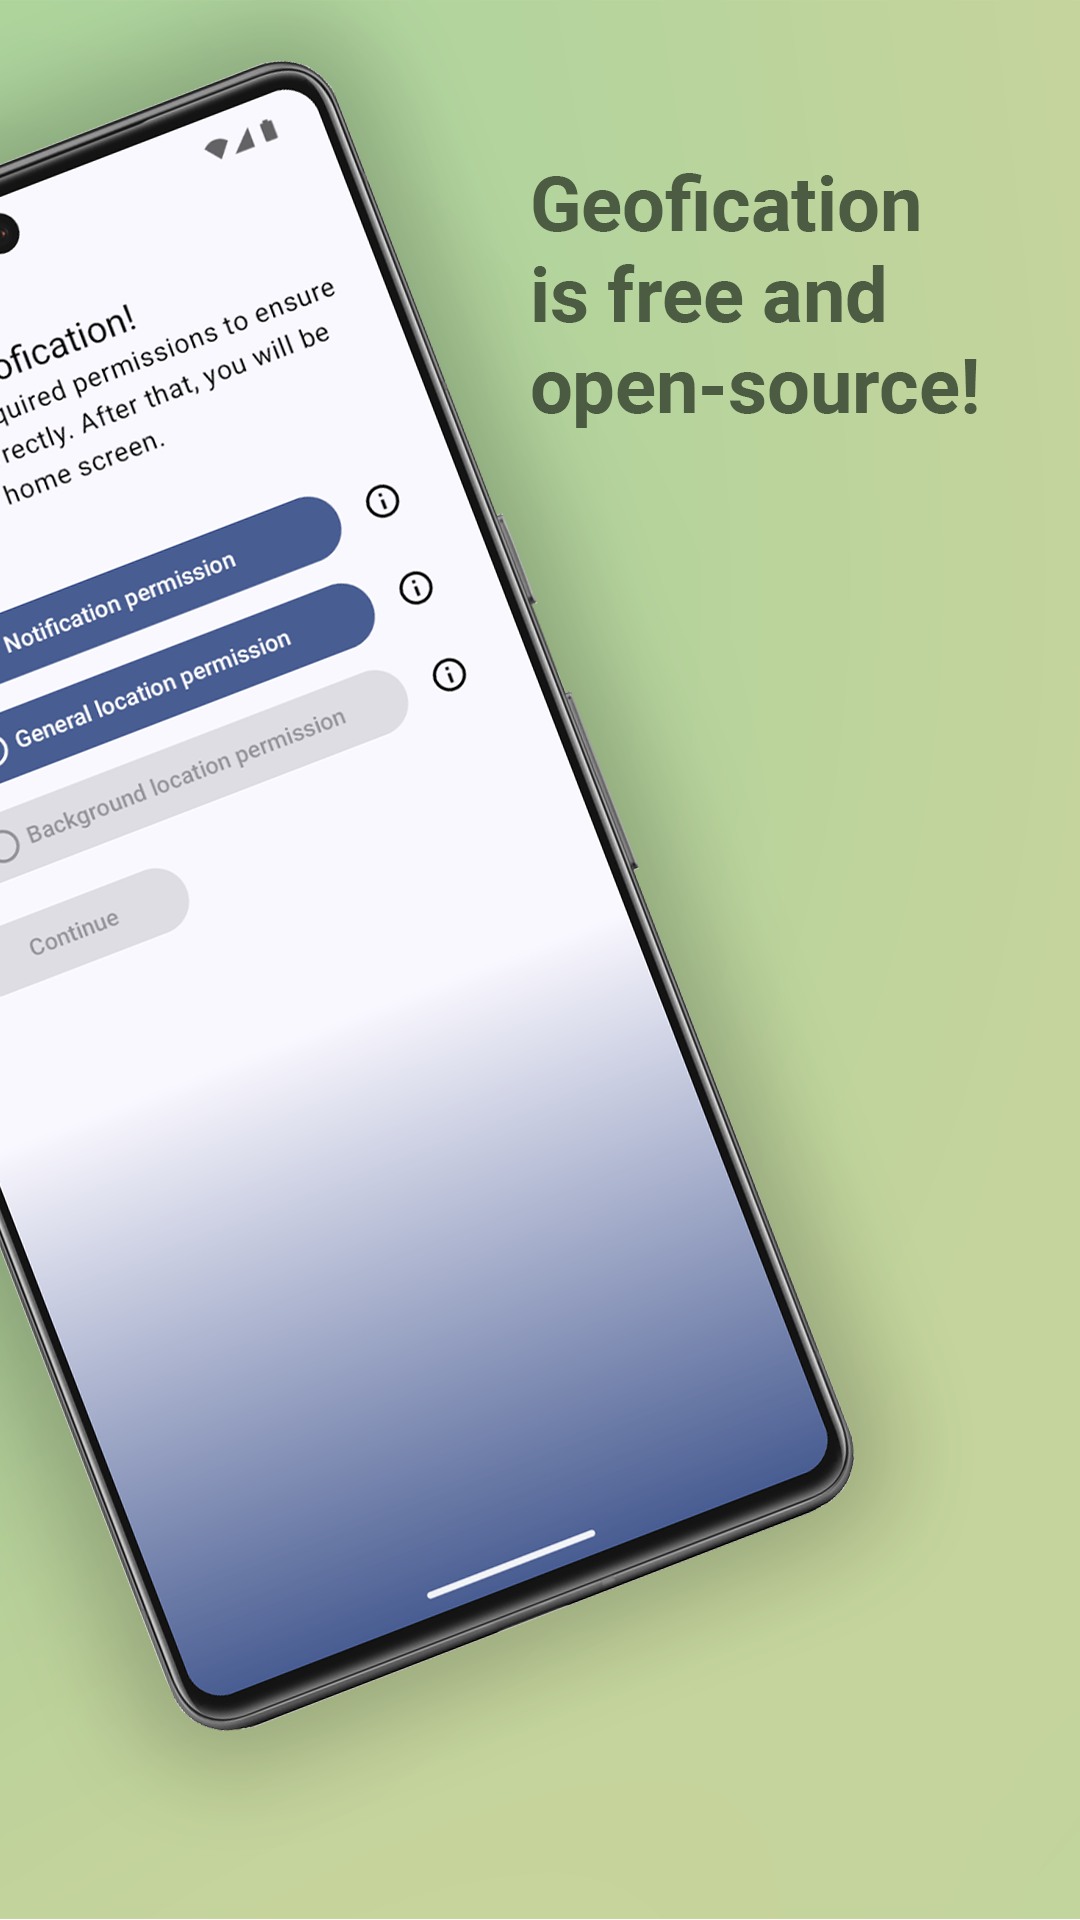 Geofication
is free and
open-source!
ofication!
quired permissions to ensure
rectly. After that, you will be
home screen.
Notification permission
General location permission
Background location permission
Continue